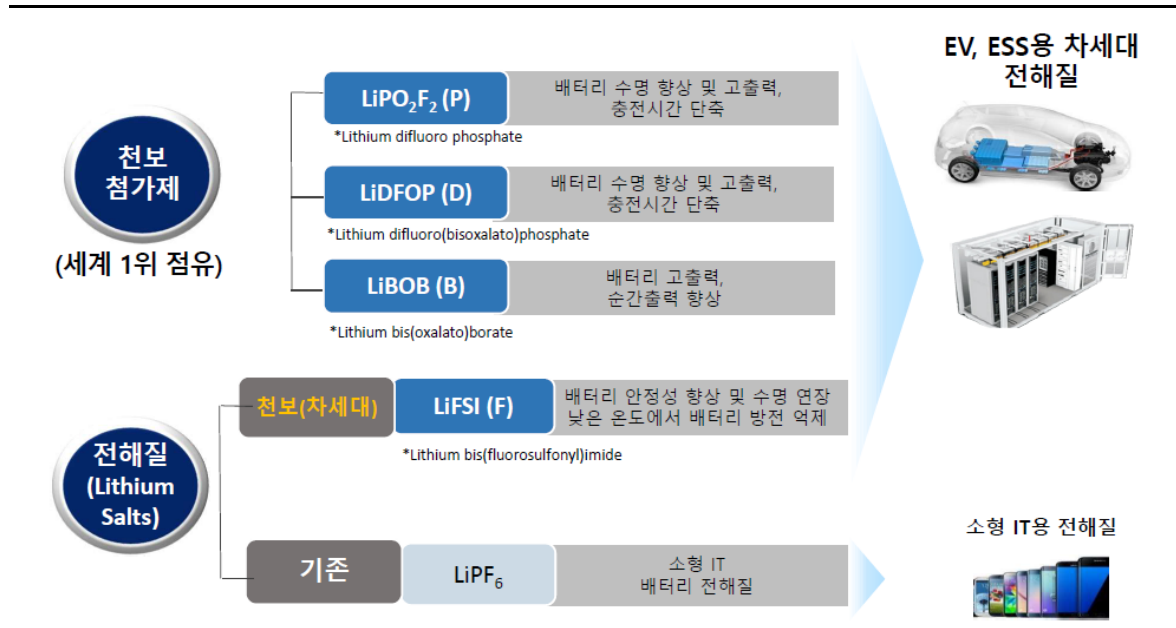 EV, ESS용 차세대
전해질
천보
첨가제
(세계 1위 점유)
LiPO₂F₂ (P)
배터리 수명 향상 및 고출력,
충전시간 단축
*Lithium difluoro phosphate
LiDFOP (D)
배터리 수명 향상 및 고출력,
충전시간 단축
*Lithium difluoro(bisoxalato)phosphate
LiBOB (B)
배터리 고출력,
순간출력 향상
*Lithium bis(oxalato)borate
전해질
(Lithium
Salts)
천보(차세대)
LiFSI (F)
배터리 안정성 향상 및 수명 연장
낮은 온도에서 배터리 방전 억제
*Lithium bis(fluorosulfonyl)imide
기존
LiPF₆
소형 IT
배터리 전해질
소형 IT용 전해질